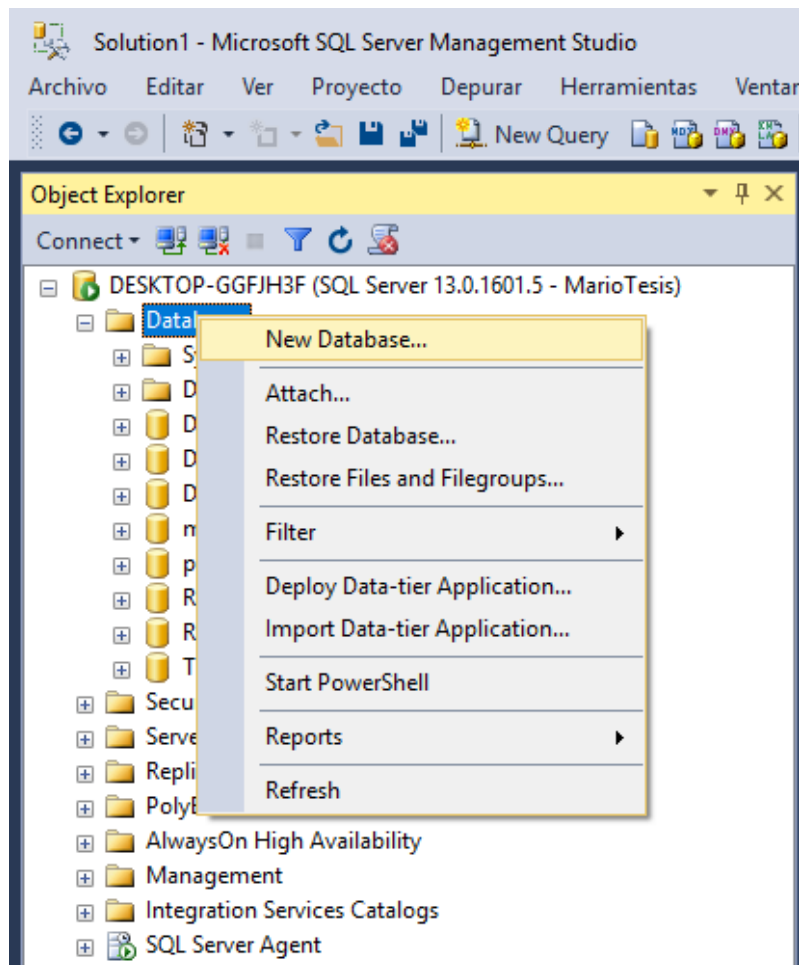 Solution1 - Microsoft SQL Server Management Studio
Archivo Editar Ver Proyecto Depurar Herramientas
New Query
Object Explorer
Connect
DESKTOP-GGFJH3F (SQL Server 13.0.1601.5 - MarioTesis)
New Database...
Attach...
Restore Database...
Restore Files and Filegroups...
Filter
Deploy Data-tier Application...
Import Data-tier Application...
Start PowerShell
Reports
Refresh
AlwaysOn High Availability
Management
Integration Services Catalogs
SQL Server Agent